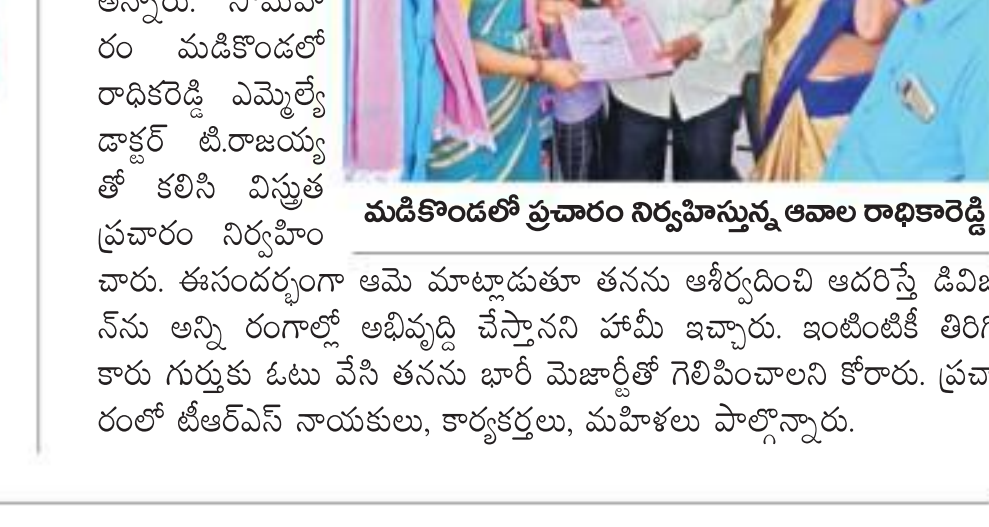 అన్నారు. సోమవా
రం మడికొండలో
రాధికరెడ్డి ఎమ్మెల్యే
డాక్టర్ టి.రాజయ్య
తో కలిసి విస్తృత
ప్రచారం నిర్వహిం
మడికొండలో ప్రచారం నిర్వహిస్తున్న ఆవాల రాధికారెడ్డి
చారు. ఈసందర్భంగా ఆమె మాట్లాడుతూ తనను ఆశీర్వదించి ఆదరిస్తే డివిజ
న్‌ను అన్ని రంగాల్లో అభివృద్ధి చేస్తానని హామీ ఇచ్చారు. ఇంటింటికీ తిరిగి
కారు గుర్తుకు ఓటు వేసి తనను భారీ మెజార్టీతో గెలిపించాలని కోరారు. ప్రచా
రంలో టీఆర్ఎస్ నాయకులు, కార్యకర్తలు, మహిళలు పాల్గొన్నారు.